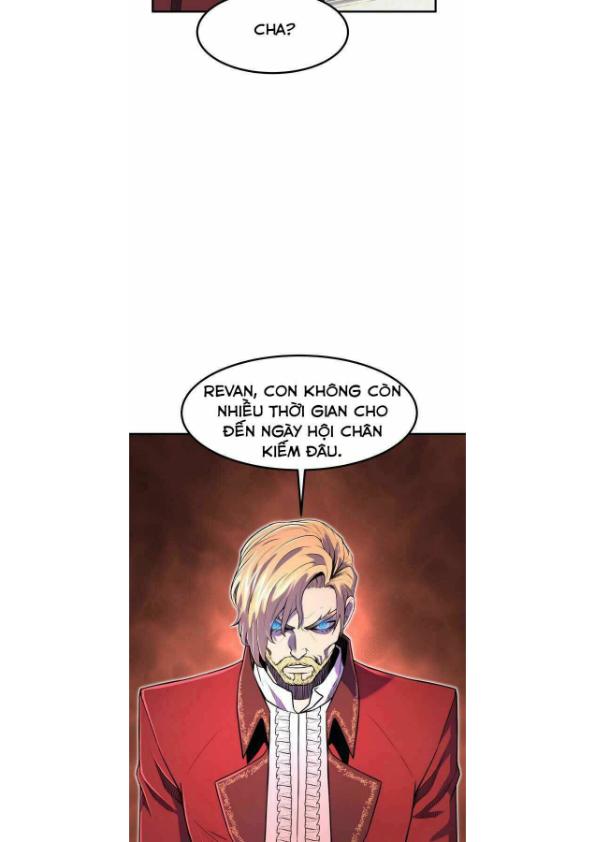 CHA?
REVAN, CON KHÔNG CÒN
NHIỀU THỜI GIAN CHO
ĐẾN NGÀY HỘI CHÂN
KIẾM ĐÂU.